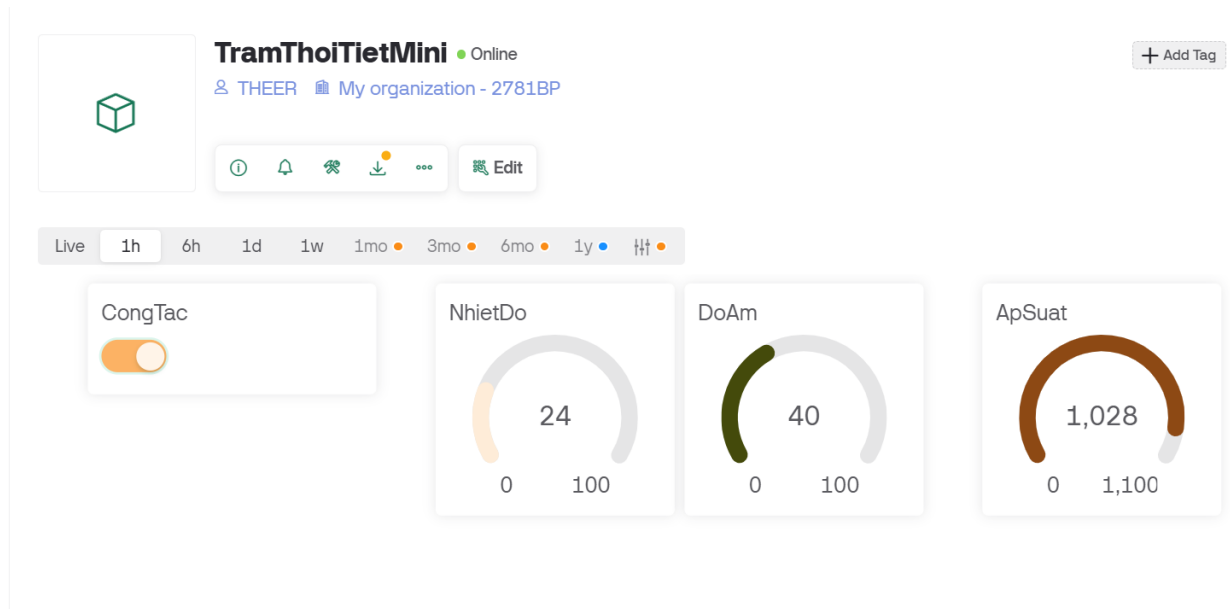 TramThoiTietMini Online
THEER My organization - 2781BP
Add Tag
Edit
Live 1h 6h 1d 1w 1mo 3mo 6mo 1y
CongTac
NhietDo
24
0 100
DoAm
40
0 100
ApSuat
1,028
0 1,100